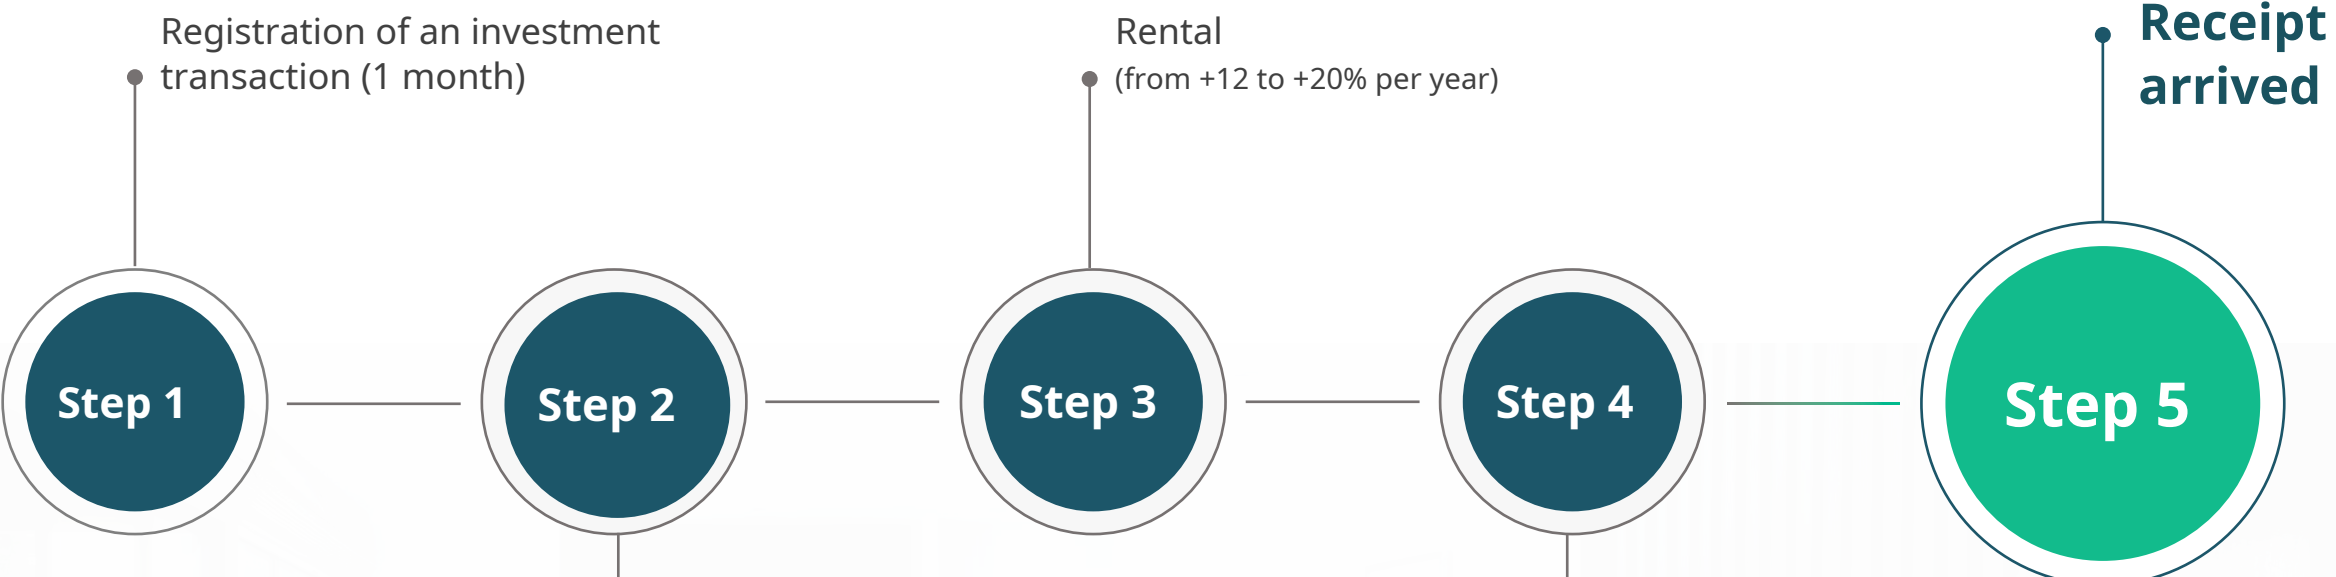 Registration of an investment
transaction (1 month)
Rental
(from +12 to +20% per year)
Receipt
arrived
Step 1
Step 2
Step 3
Step 4
Step 5